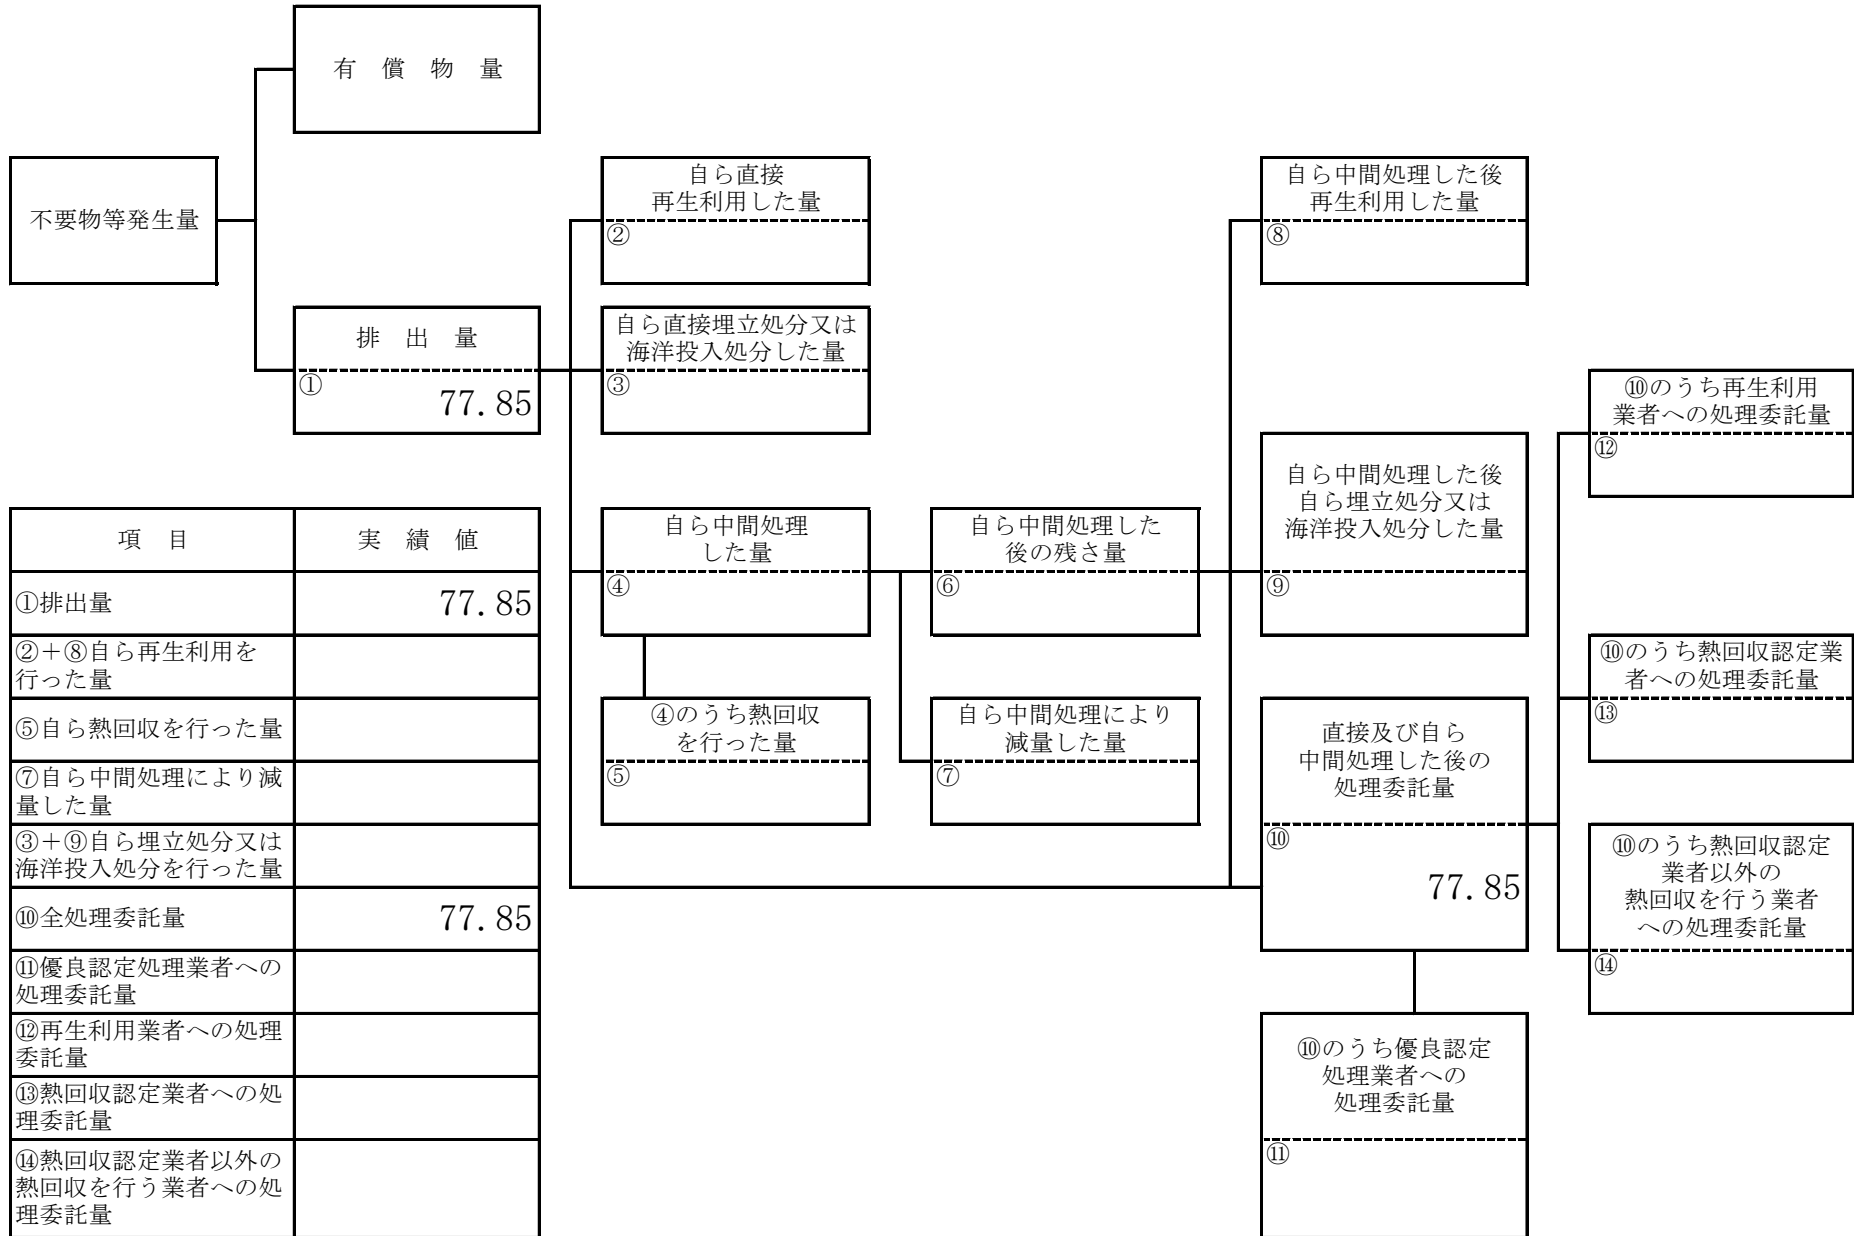 有　償　物　量
不要物等発生量
自ら直接
再生利用した量
②
自ら中間処理した後
再生利用した量
⑧
排　出　量
①
77.85
自ら直接埋立処分又は
海洋投入処分した量
③
⑩のうち再生利用
業者への処理委託量
⑫
自ら中間処理した後
自ら埋立処分又は
海洋投入処分した量
⑨
自ら中間処理
した量
④
自ら中間処理した
後の残さ量
⑥
⑩のうち熱回収認定業
者への処理委託量
⑬
④のうち熱回収
を行った量
⑤
自ら中間処理により
減量した量
⑦
直接及び自ら
中間処理した後の
処理委託量
⑩
77.85
⑩のうち熱回収認定
業者以外の
熱回収を行う業者
への処理委託量
⑭
⑩のうち優良認定
処理業者への
処理委託量
⑪
項　目　実　績　値
①排出量　77.85
②＋⑧自ら再生利用を
行った量
⑤自ら熱回収を行った量
⑦自ら中間処理により減
量した量
③＋⑨自ら埋立処分又は
海洋投入処分を行った量
⑩全処理委託量　77.85
⑪優良認定処理業者への
処理委託量
⑫再生利用業者への処理
委託量
⑬熱回収認定業者への処
理委託量
⑭熱回収認定業者以外の
熱回収を行う業者への処
理委託量